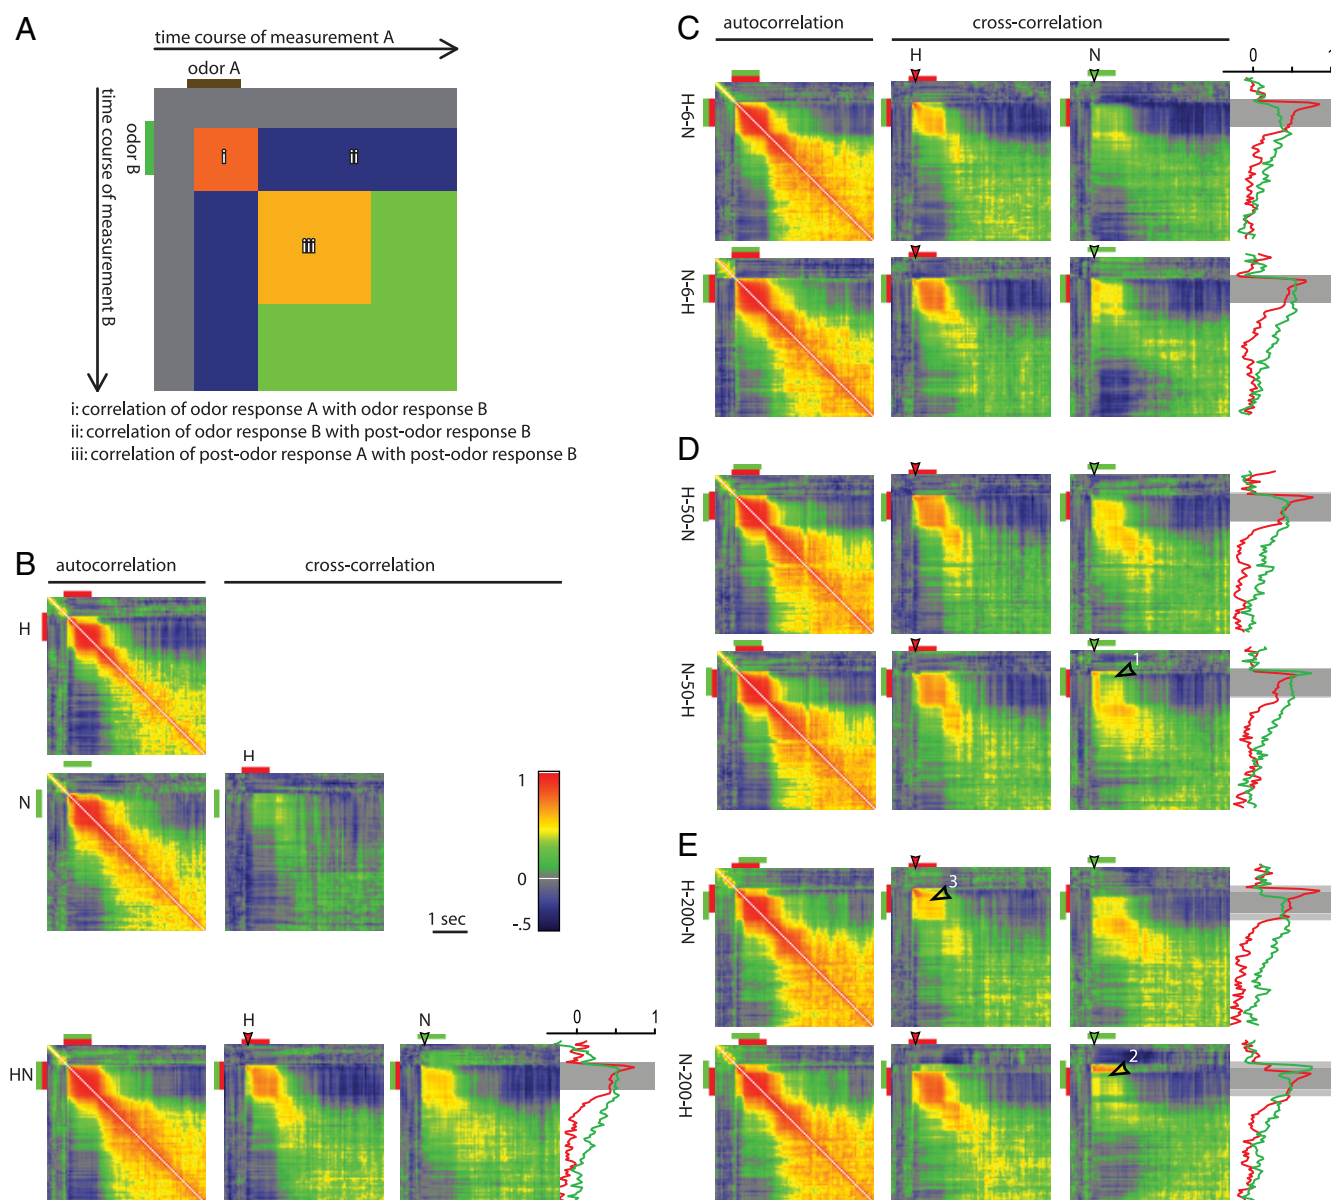 A
time course of measurement A
odor A
time course of measurement B
odor B
i
ii
iii
i: correlation of odor response A with odor response B
ii: correlation of odor response B with post-odor response B
iii: correlation of post-odor response A with post-odor response B
B
autocorrelation
cross-correlation
H
N
H
1
0
-.5
1 sec
H
N
0
1
HN
C
autocorrelation
cross-correlation
H
N
0
1
H-6-N
N-6-H
D
H-50-N
N-50-H
1
E
H-200-N
3
N-200-H
2